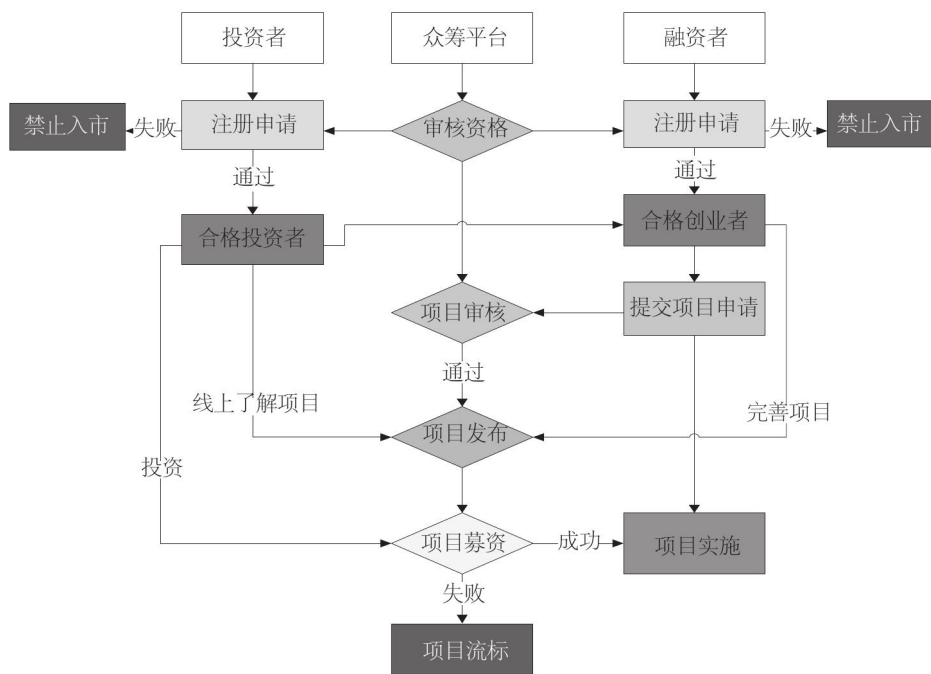 投资者
众筹平台
融资者
禁止入市
失败
注册申请
审核资格
注册申请
失败
禁止入市
通过
通过
合格投资者
合格创业者
项目审核
提交项目申请
通过
线上了解项目
完善项目
项目发布
投资
项目募资
成功
项目实施
失败
项目流标